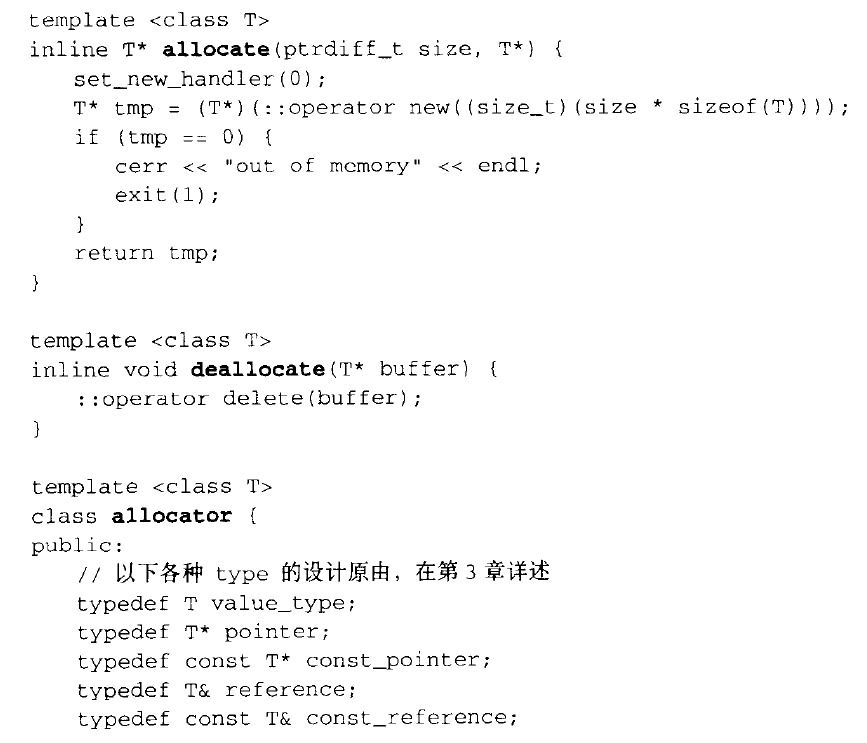 template <class T>
inline T* allocate(ptrdiff_t size, T*) {
    set_new_handler(0);
    T* tmp = (T*)(::operator new((size_t)(size * sizeof(T))));
    if (tmp == 0) {
        cerr << "out of memory" << endl;
        exit(1);
    }
    return tmp;
}

template <class T>
inline void deallocate(T* buffer) {
    ::operator delete(buffer);
}

template <class T>
class allocator {
public:
    // 以下各种 type 的设计原由，在第 3 章详述
    typedef T value_type;
    typedef T* pointer;
    typedef const T* const_pointer;
    typedef T& reference;
    typedef const T& const_reference;